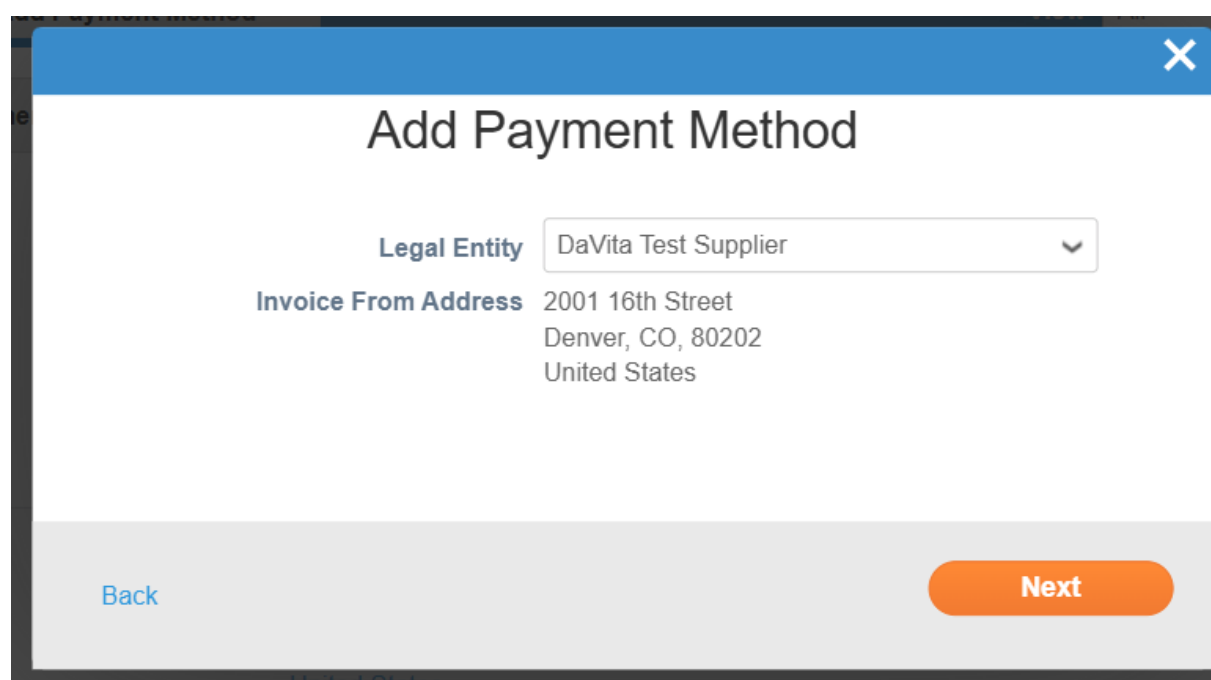 Add Payment Method
Legal Entity DaVita Test Supplier
Invoice From Address 2001 16th Street
Denver, CO, 80202
United States
Back Next